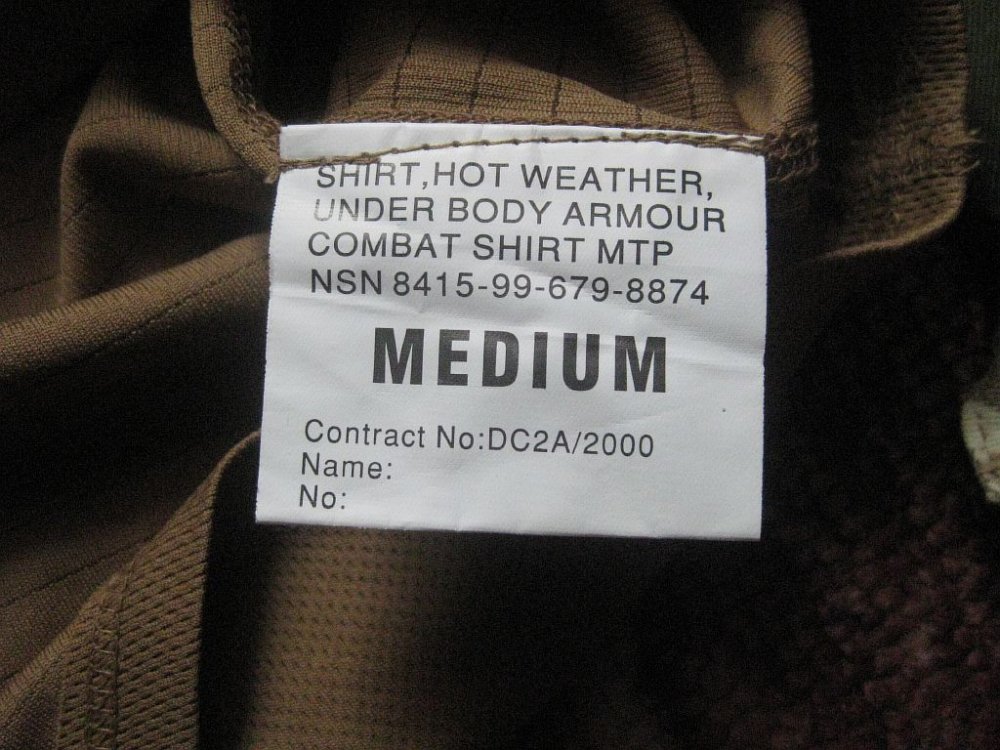 SHIRT,HOT WEATHER,
UNDER BODY ARMOUR
COMBAT SHIRT MTP
NSN 8415-99-679-8874
MEDIUM
Contract No:DC2A/2000
Name:
No: